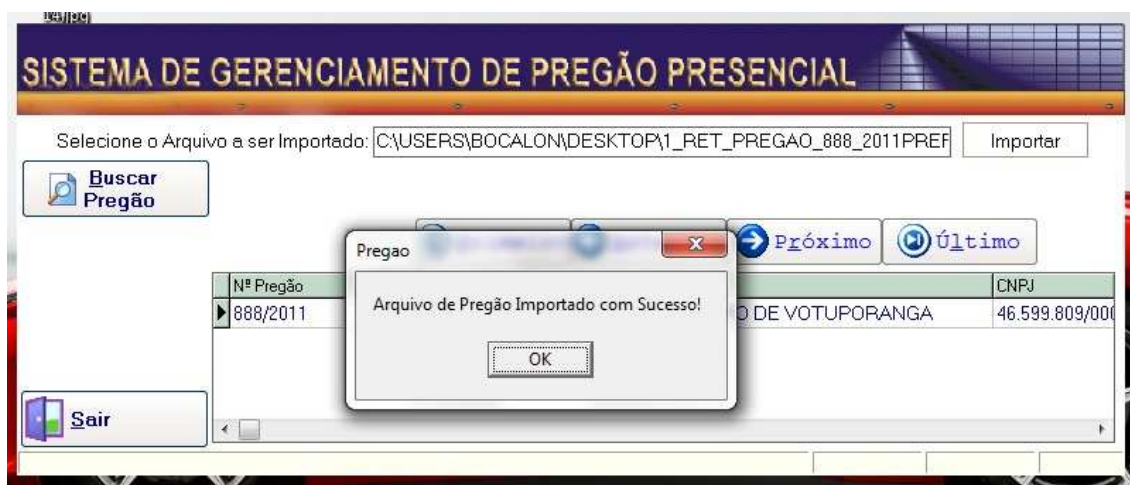 SISTEMA DE GERENCIAMENTO DE PREGÃO PRESENCIAL
Selecione o Arquivo a ser Importado: C:\USERS\BOCALON\DESKTOP\1_RET_PREGAO_888_2011PREF Importar
Buscar
Pregão
Próximo Último
Pregao
Arquivo de Pregão Importado com Sucesso!
OK
Nº Pregão CNPJ
888/2011 O DE VOTUPORANGA 46.599.809/000
Sair